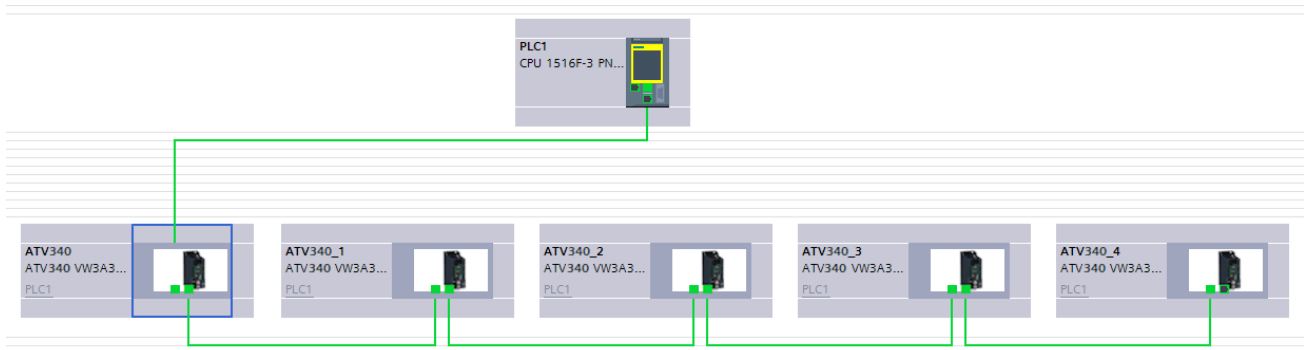 PLC1
CPU 1516F-3 PN...
ATV340
ATV340 VW3A3...
PLC1
ATV340_1
ATV340 VW3A3...
PLC1
ATV340_2
ATV340 VW3A3...
PLC1
ATV340_3
ATV340 VW3A3...
PLC1
ATV340_4
ATV340 VW3A3...
PLC1